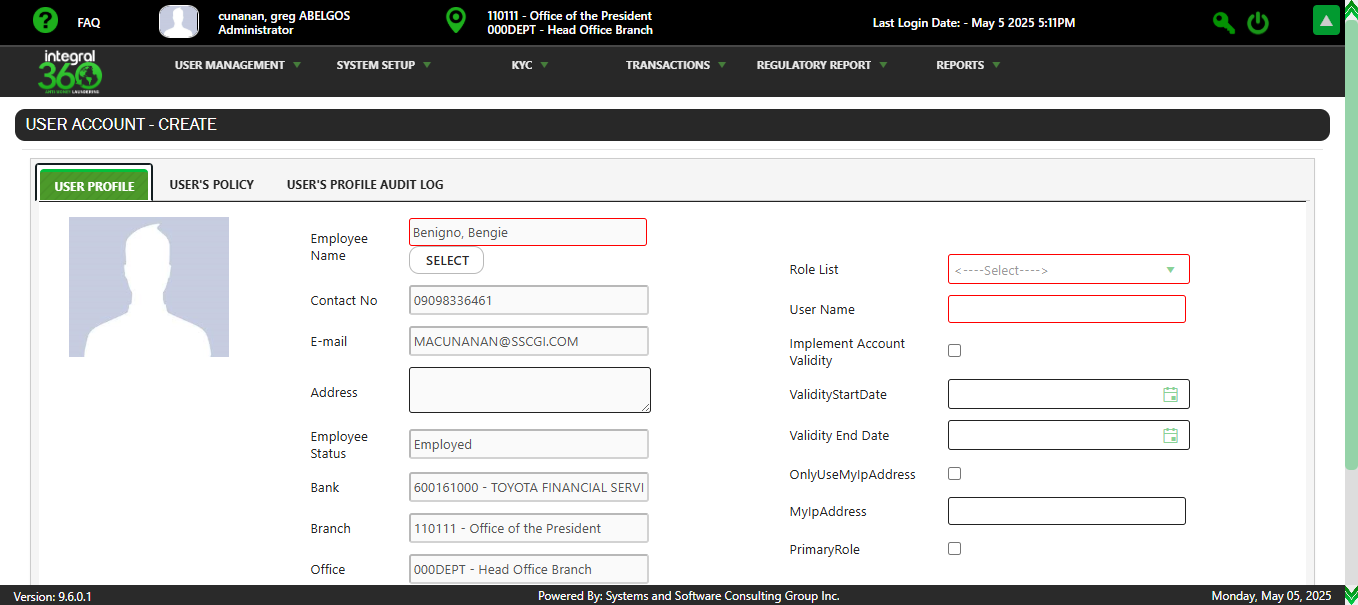 ?
FAQ
cunanan, greg ABELGOS
Administrator
110111 - Office of the President
000DEPT - Head Office Branch
Last Login Date: - May 5 2025 5:11PM
integral
360
USER MANAGEMENT
SYSTEM SETUP
KYC
TRANSACTIONS
REGULATORY REPORT
REPORTS
USER ACCOUNT - CREATE
USER PROFILE
USER'S POLICY
USER'S PROFILE AUDIT LOG
Employee
Name
Benigno, Bengie
SELECT
Contact No
09098336461
E-mail
MACUNANAN@SSCGI.COM
Address
Employee
Status
Employed
Bank
600161000 - TOYOTA FINANCIAL SERVI
Branch
110111 - Office of the President
Office
000DEPT - Head Office Branch
Role List
<----Select---->
User Name
Implement Account
Validity
ValidityStartDate
Validity End Date
OnlyUseMyIpAddress
MyIpAddress
PrimaryRole
Version: 9.6.0.1
Powered By: Systems and Software Consulting Group Inc.
Monday, May 05, 2025